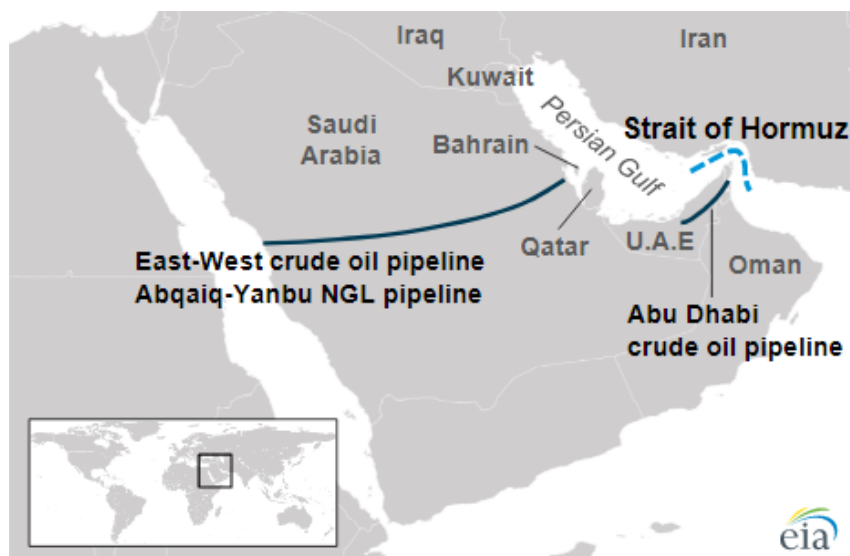 Iraq
Iran
Kuwait
Strait of Hormuz
Saudi
Arabia
Bahrain
Persian Gulf
Qatar
U.A.E
Oman
East-West crude oil pipeline
Abqaiq-Yanbu NGL pipeline
Abu Dhabi
crude oil pipeline
eia